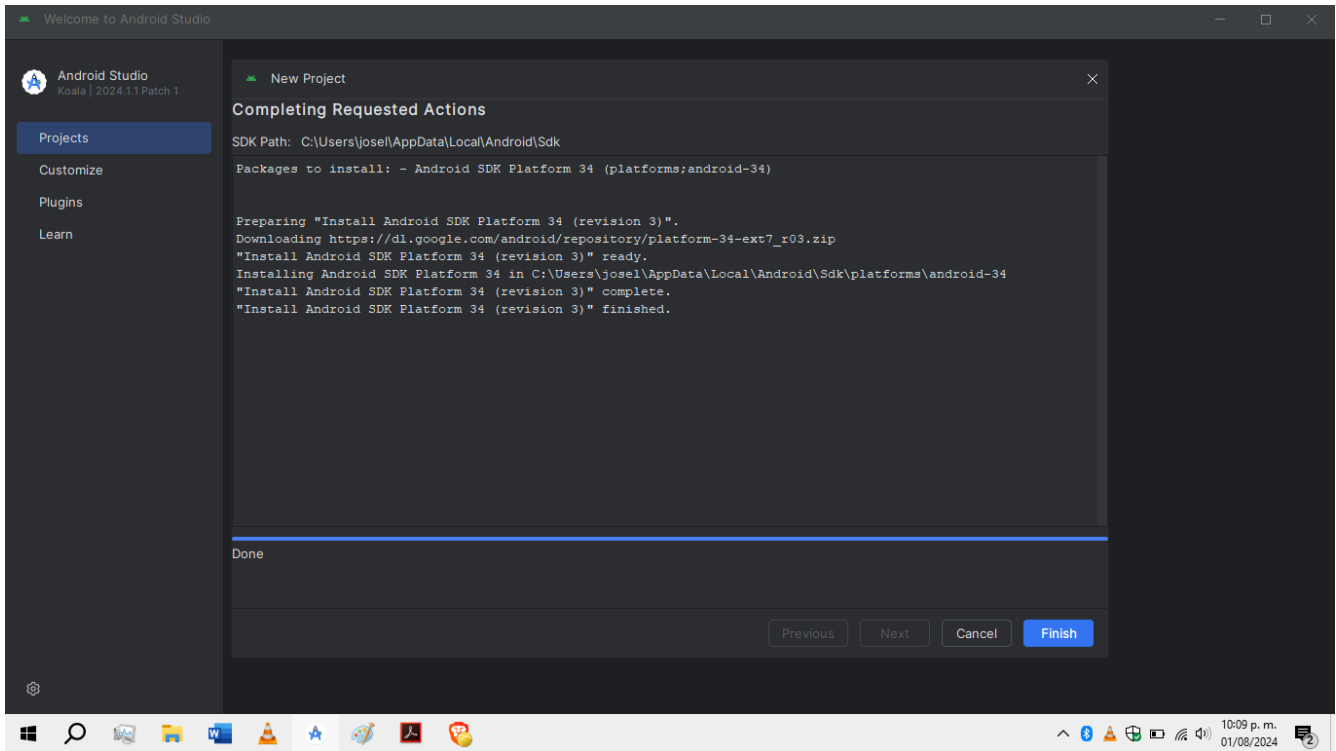 Welcome to Android Studio
Android Studio
Koala | 2024.1.1 Patch 1
Projects
Customize
Plugins
Learn
New Project
Completing Requested Actions
SDK Path: C:\Users\josel\AppData\Local\Android\Sdk
Packages to install: - Android SDK Platform 34 (platforms;android-34)
Preparing "Install Android SDK Platform 34 (revision 3)".
Downloading https://dl.google.com/android/repository/platform-34-ext7_r03.zip
"Install Android SDK Platform 34 (revision 3)" ready.
Installing Android SDK Platform 34 in C:\Users\josel\AppData\Local\Android\Sdk\platforms\android-34
"Install Android SDK Platform 34 (revision 3)" complete.
"Install Android SDK Platform 34 (revision 3)" finished.
Done
Previous
Next
Cancel
Finish
10:09 p. m.
01/08/2024
2